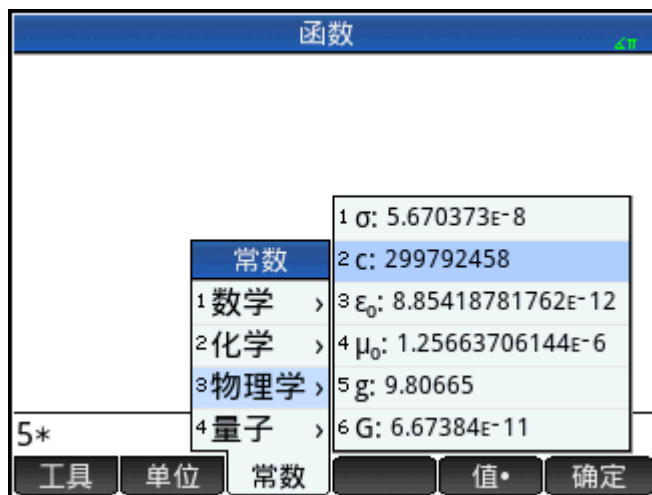 函数
∡π
1 σ: 5.670373E-8
常数
2 c: 299792458
1 数学 ›
3 ε₀: 8.85418781762E-12
2 化学 ›
4 μ₀: 1.25663706144E-6
3 物理学 ›
5 g: 9.80665
5*
4 量子 ›
6 G: 6.67384E-11
工具 单位 常数 值• 确定